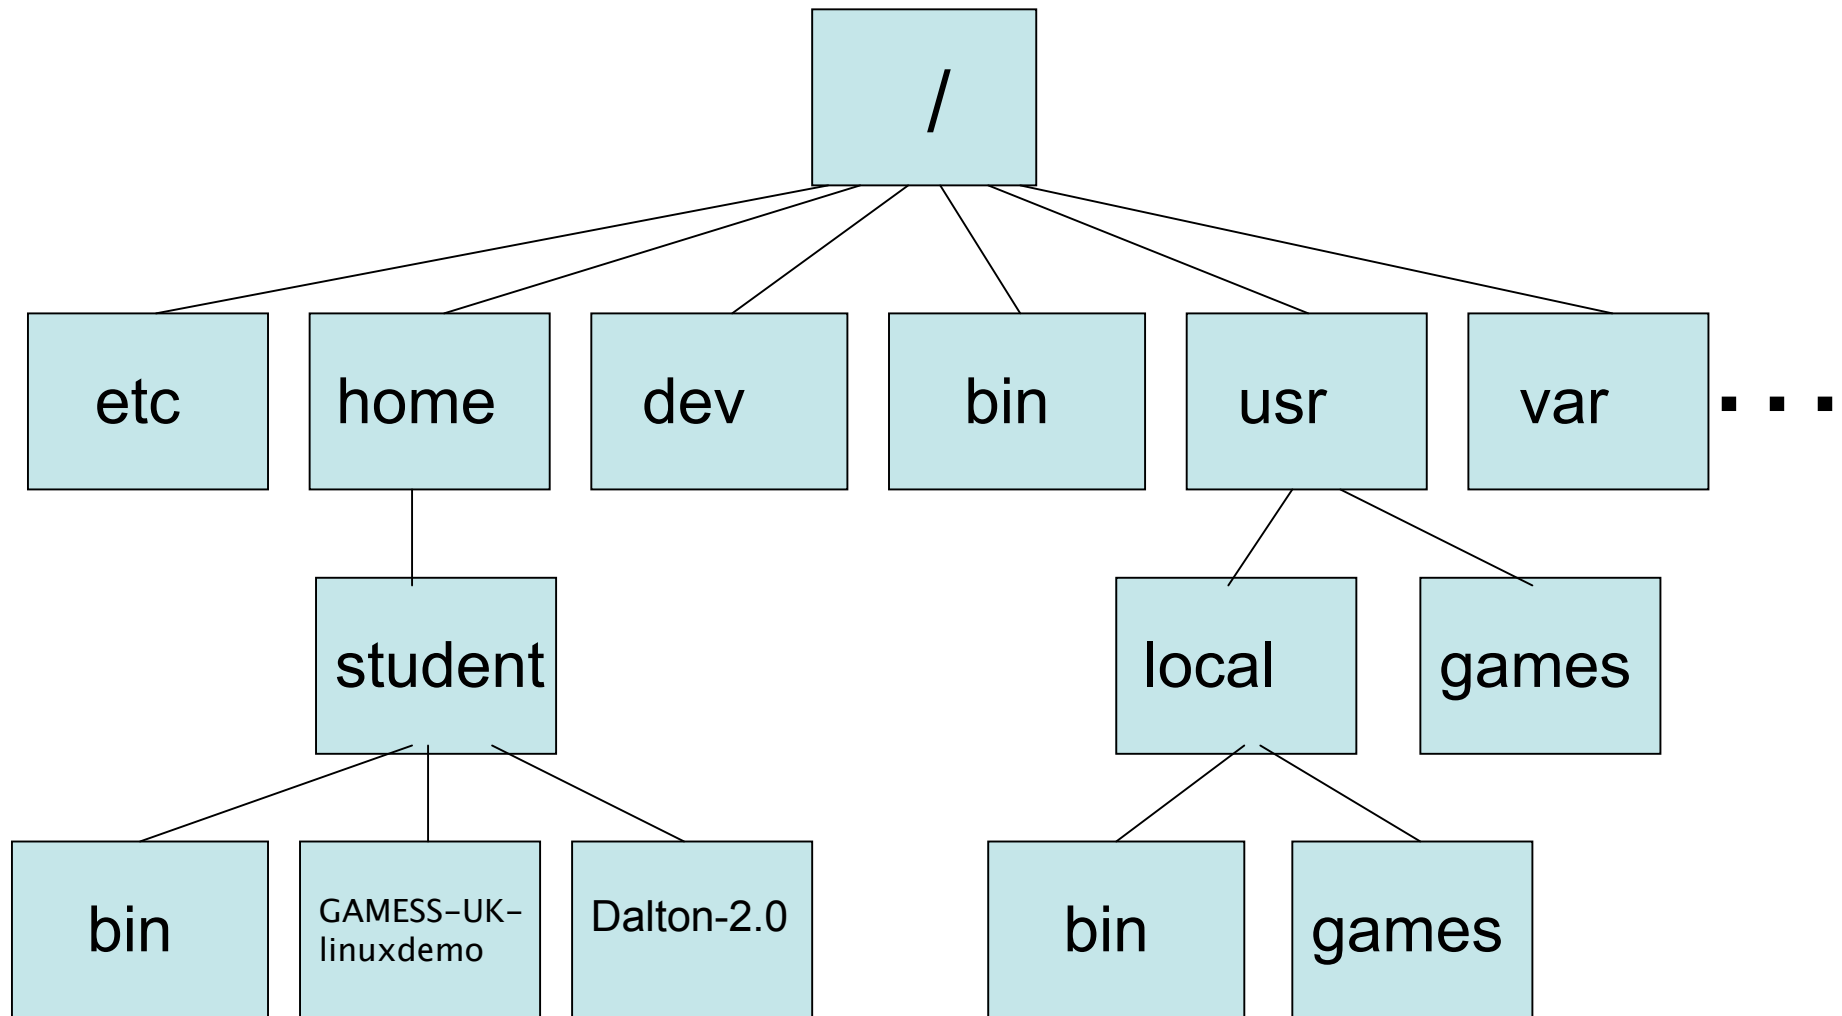 /
etc
home
dev
bin
usr
var
...
student
local
games
bin
GAMESS-UK-
linuxdemo
Dalton-2.0
bin
games